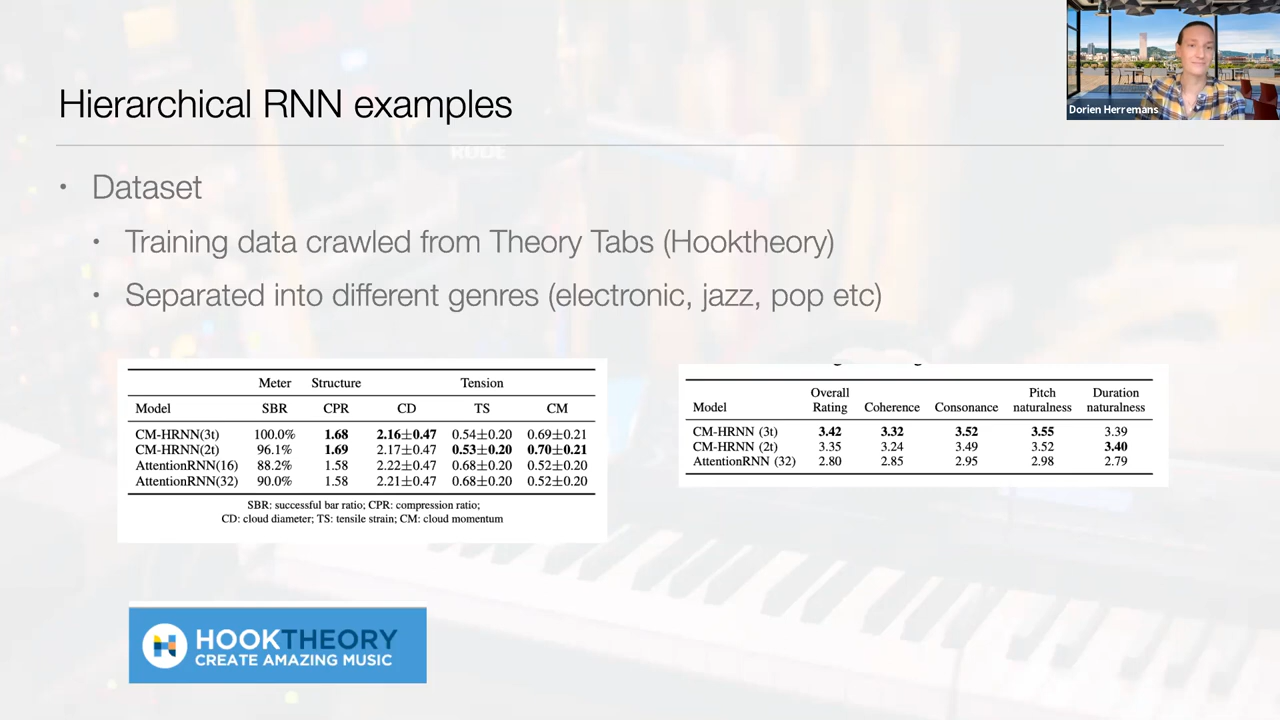 Dorien Herremans
Hierarchical RNN examples
RODE
• Dataset
• Training data crawled from Theory Tabs (Hooktheory)
• Separated into different genres (electronic, jazz, pop etc)
Meter Structure Tension
Model SBR CPR CD TS CM
CM-HRNN(3t) 100.0% 1.68 2.16±0.47 0.54±0.20 0.69±0.21
CM-HRNN(2t) 96.1% 1.69 2.17±0.47 0.53±0.20 0.70±0.21
AttentionRNN(16) 88.2% 1.58 2.22±0.47 0.68±0.20 0.52±0.20
AttentionRNN(32) 90.0% 1.58 2.21±0.47 0.68±0.20 0.52±0.20
SBR: successful bar ratio; CPR: compression ratio;
CD: cloud diameter; TS: tensile strain; CM: cloud momentum
Overall Pitch Duration
Model Rating Coherence Consonance naturalness naturalness
CM-HRNN (3t) 3.42 3.32 3.52 3.55 3.39
CM-HRNN (2t) 3.35 3.24 3.49 3.52 3.40
AttentionRNN (32) 2.80 2.85 2.95 2.98 2.79
HOOKTHEORY
CREATE AMAZING MUSIC